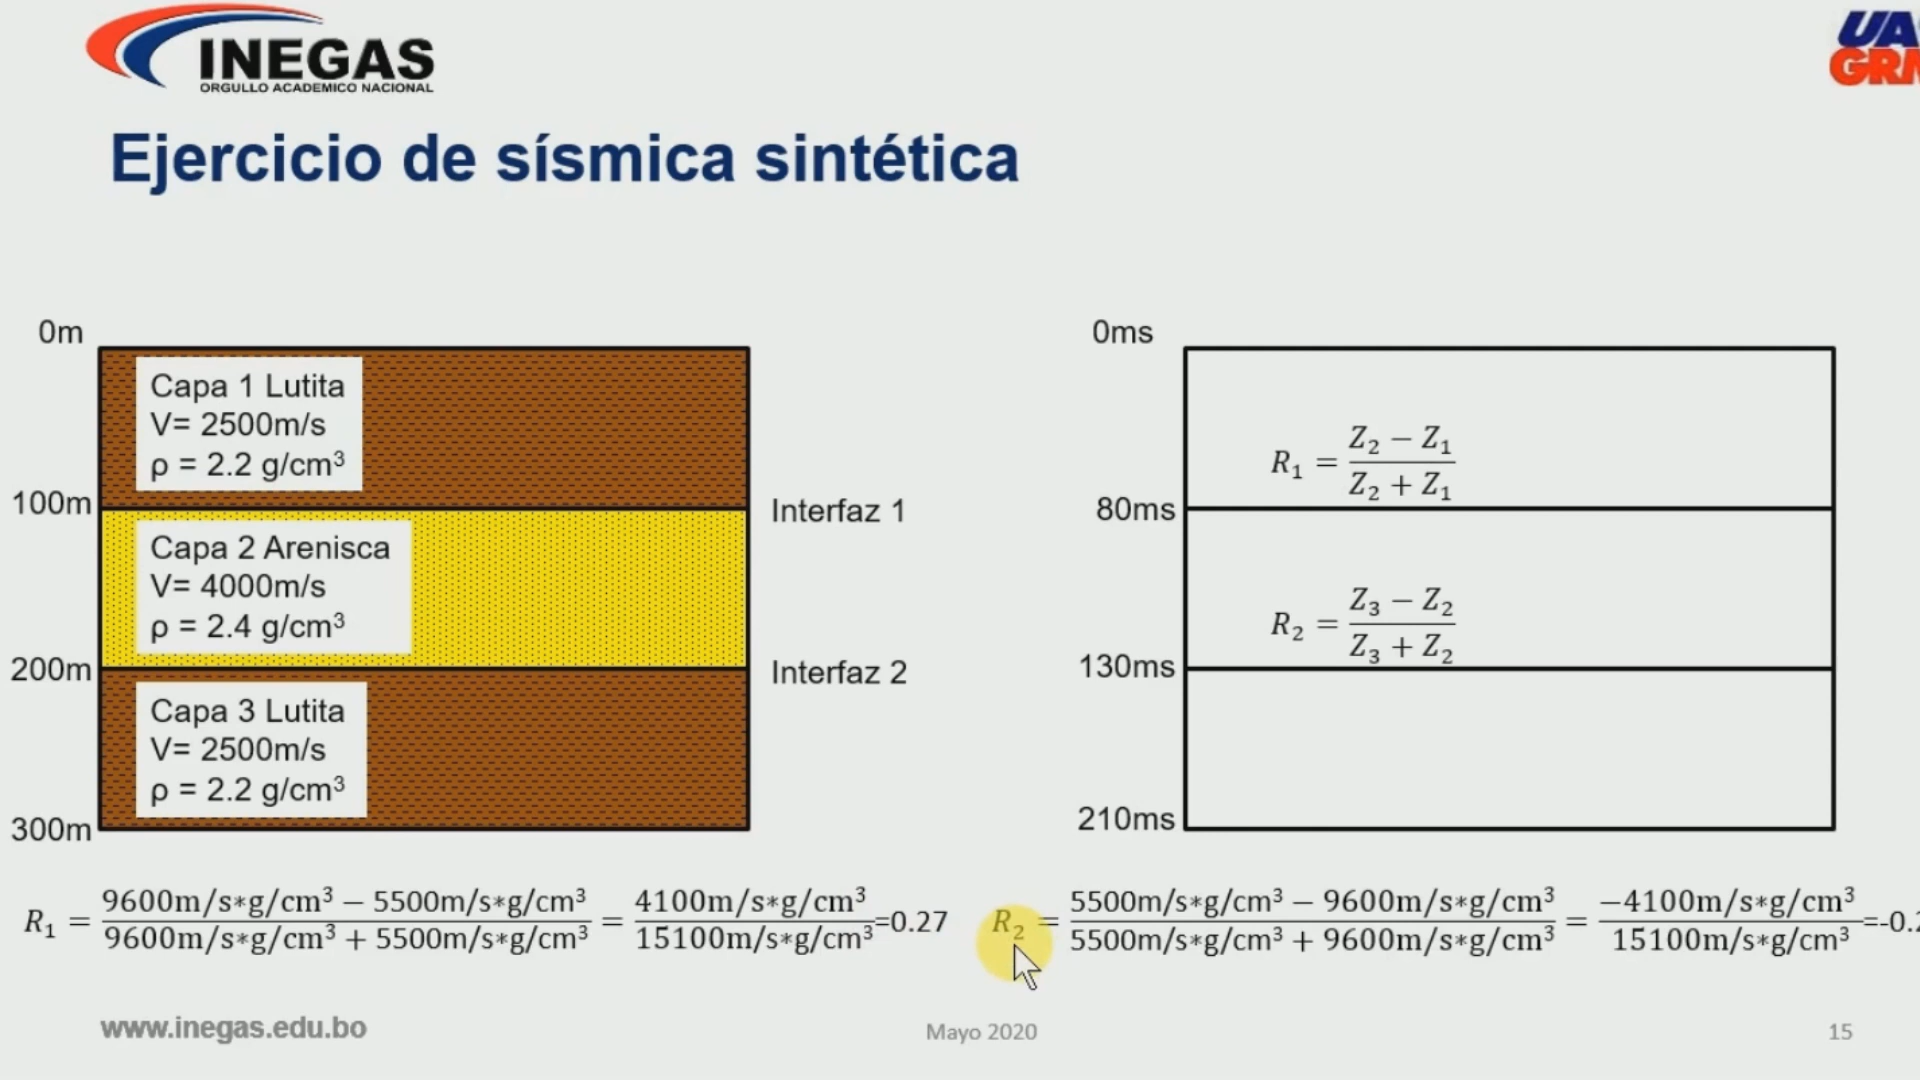 INEGAS
ORGULLO ACADEMICO NACIONAL
UA
GR
Ejercicio de sísmica sintética
0m
Capa 1 Lutita
V= 2500m/s
ρ = 2.2 g/cm³
100m
Interfaz 1
Capa 2 Arenisca
V= 4000m/s
ρ = 2.4 g/cm³
200m
Interfaz 2
Capa 3 Lutita
V= 2500m/s
ρ = 2.2 g/cm³
300m
0ms
R₁ = (Z₂ − Z₁)/(Z₂ + Z₁)
80ms
R₂ = (Z₃ − Z₂)/(Z₃ + Z₂)
130ms
210ms
R₁ = (9600m/s∗g/cm³ − 5500m/s∗g/cm³)/(9600m/s∗g/cm³ + 5500m/s∗g/cm³) = 4100m/s∗g/cm³/15100m/s∗g/cm³ =0.27
R₂ = (5500m/s∗g/cm³ − 9600m/s∗g/cm³)/(5500m/s∗g/cm³ + 9600m/s∗g/cm³) = −4100m/s∗g/cm³/15100m/s∗g/cm³ =-0.2
www.inegas.edu.bo
Mayo 2020
15